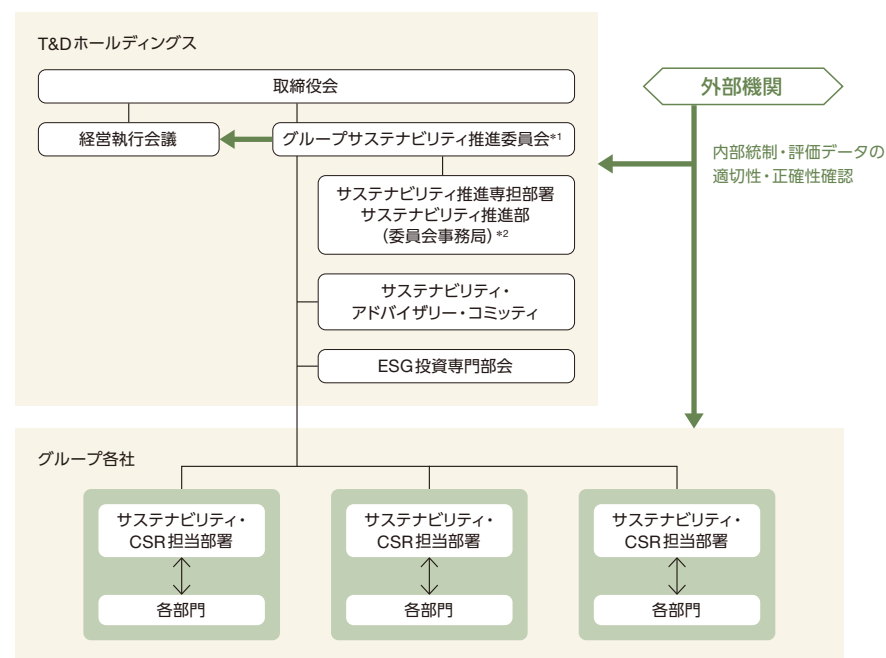 T&Dホールディングス
取締役会
外部機関
経営執行会議
グループサステナビリティ推進委員会*1
内部統制・評価データの
適切性・正確性確認
サステナビリティ推進専担部署
サステナビリティ推進部
（委員会事務局）*2
サステナビリティ・
アドバイザリー・コミッティ
ESG投資専門部会
グループ各社
サステナビリティ・
CSR担当部署
各部門
サステナビリティ・
CSR担当部署
各部門
サステナビリティ・
CSR担当部署
各部門